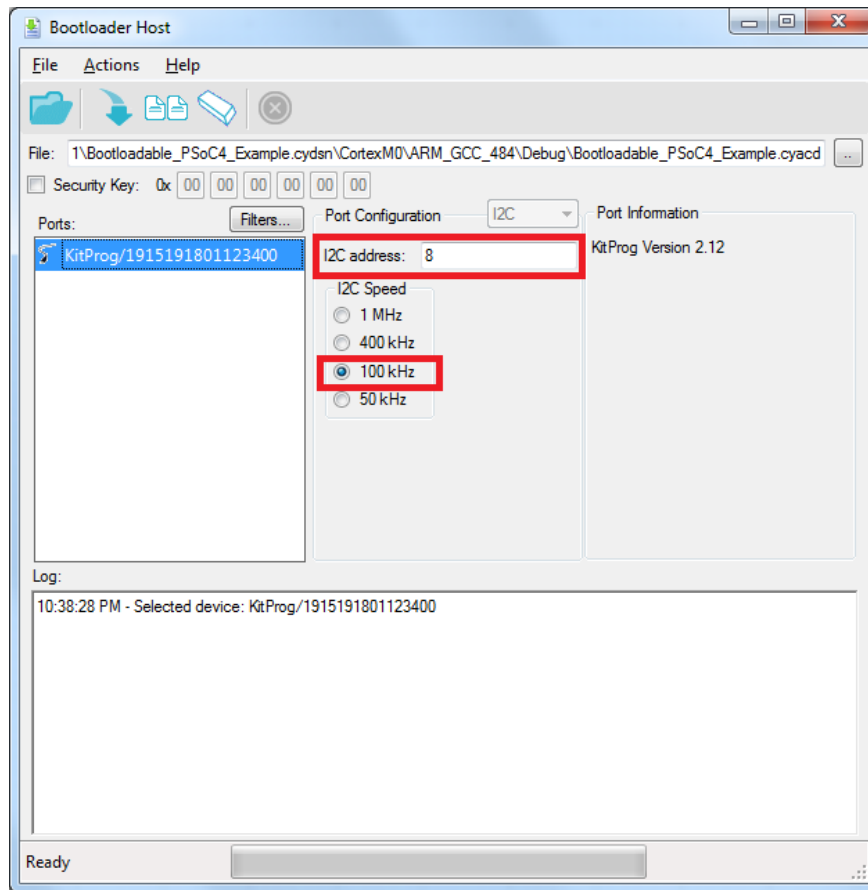 Bootloader Host
File Actions Help
File: 1\Bootloadable_PSoC4_Example.cydsn\CortexM0\ARM_GCC_484\Debug\Bootloadable_PSoC4_Example.cyacd ..
Security Key: 0x 00 00 00 00 00 00
Ports: Filters...
KitProg/1915191801123400
Port Configuration I2C
I2C address: 8
I2C Speed
1 MHz
400 kHz
100 kHz
50 kHz
Port Information
KitProg Version 2.12
Log:
10:38:28 PM - Selected device: KitProg/1915191801123400
Ready